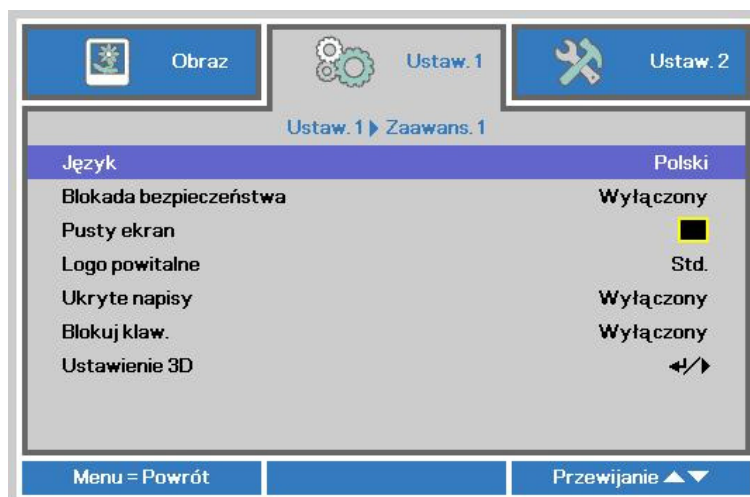 Obraz
Ustaw. 1
Ustaw. 2
Ustaw. 1 Zaawans. 1
Język Polski
Blokada bezpieczeństwa Wyłączony
Pusty ekran
Logo powitalne Std.
Ukryte napisy Wyłączony
Blokuj klaw. Wyłączony
Ustawienie 3D
Menu = Powrót
Przewijanie